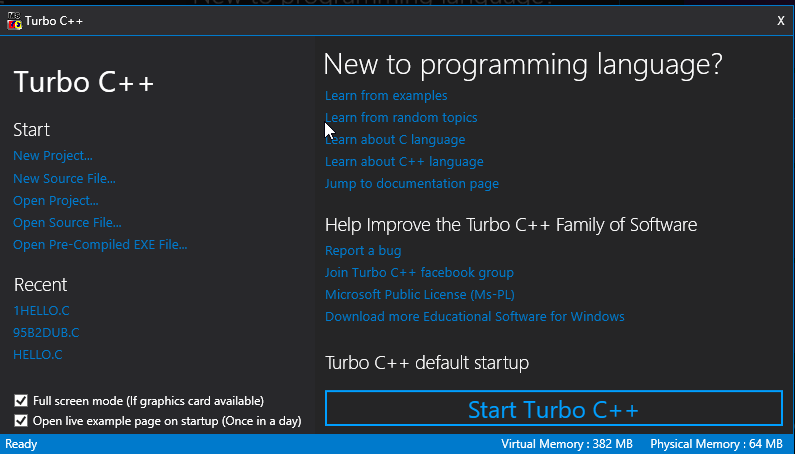 New to programming language?
Turbo C++
X
Turbo C++
Start
New Project...
New Source File...
Open Project...
Open Source File...
Open Pre-Compiled EXE File...
Recent
1HELLO.C
95B2DUB.C
HELLO.C
Full screen mode (If graphics card available)
Open live example page on startup (Once in a day)
New to programming language?
Learn from examples
Learn from random topics
Learn about C language
Learn about C++ language
Jump to documentation page
Help Improve the Turbo C++ Family of Software
Report a bug
Join Turbo C++ facebook group
Microsoft Public License (Ms-PL)
Download more Educational Software for Windows
Turbo C++ default startup
Start Turbo C++
Ready
Virtual Memory : 382 MB
Physical Memory : 64 MB